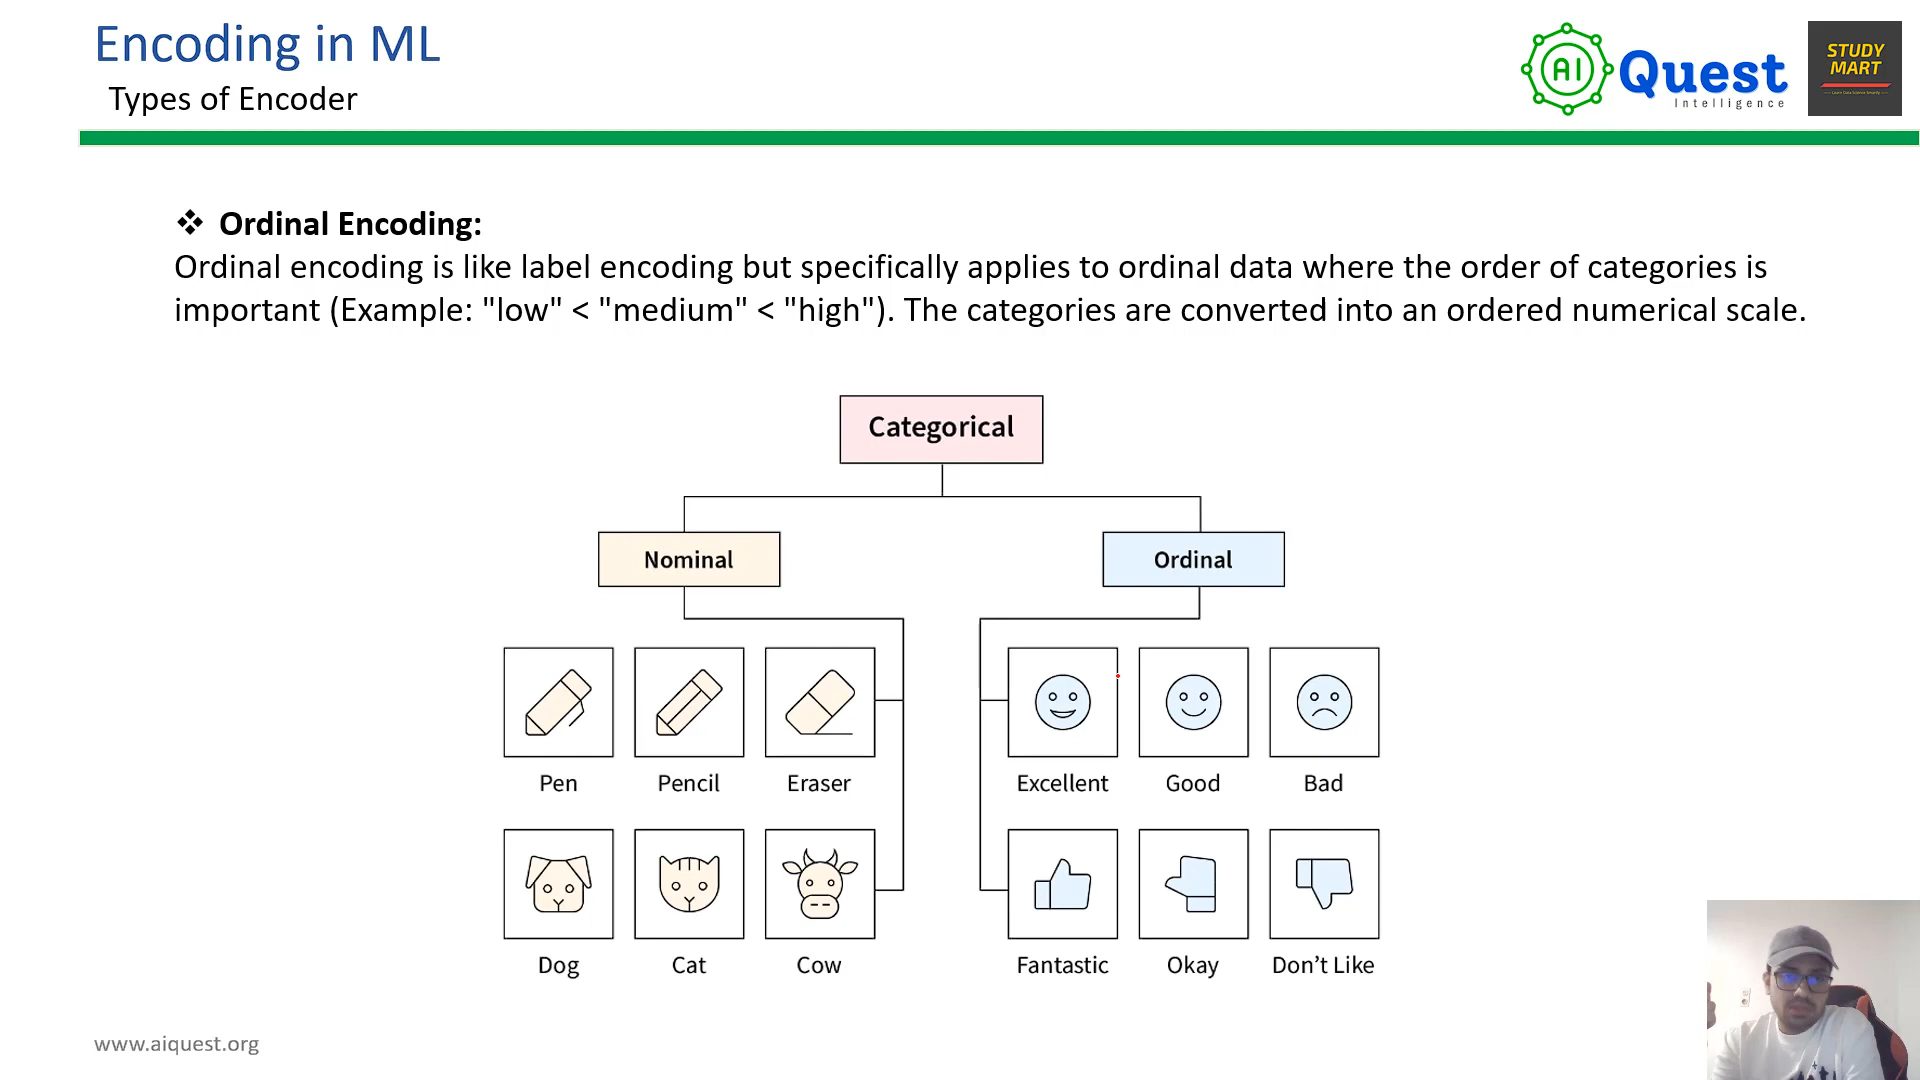 Encoding in ML
Types of Encoder
AI Quest
Intelligence
STUDY
MART
❖ Ordinal Encoding:
Ordinal encoding is like label encoding but specifically applies to ordinal data where the order of categories is
important (Example: "low" < "medium" < "high"). The categories are converted into an ordered numerical scale.
Categorical
Nominal
Ordinal
Pen
Pencil
Eraser
Excellent
Good
Bad
Dog
Cat
Cow
Fantastic
Okay
Don’t Like
www.aiquest.org